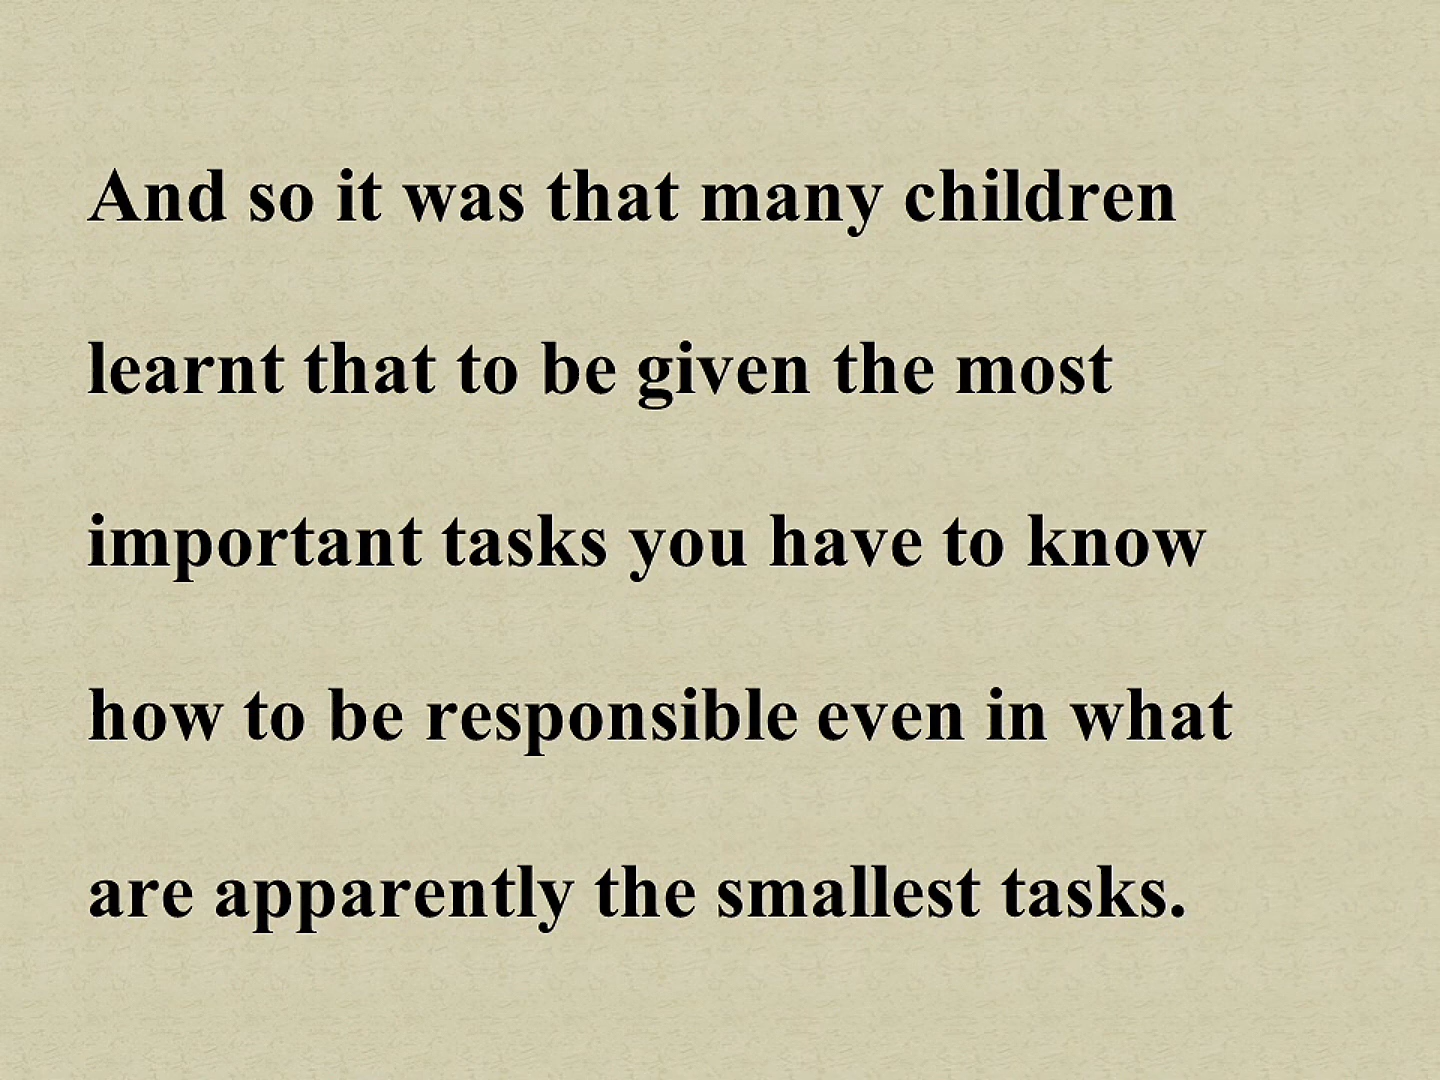 And so it was that many children
learnt that to be given the most
important tasks you have to know
how to be responsible even in what
are apparently the smallest tasks.